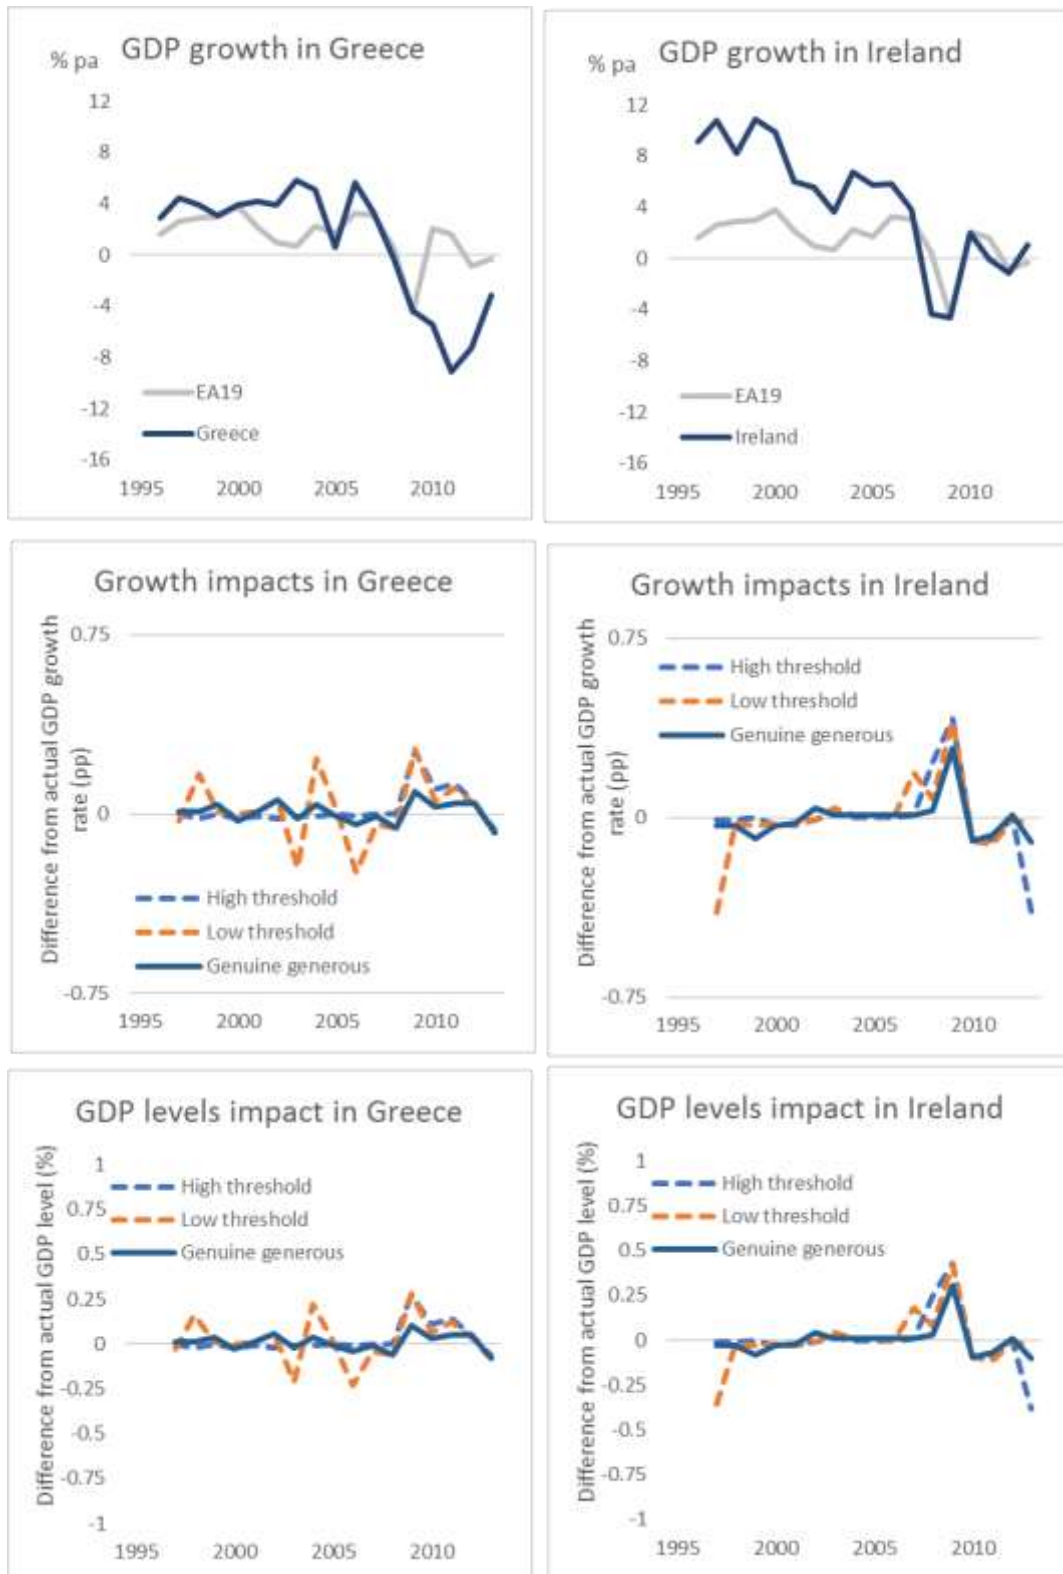 GDP growth in Greece
% pa
12
8
4
0
-4
-8
-12
-16
EA19
Greece
1995 2000 2005 2010
GDP growth in Ireland
% pa
12
8
4
0
-4
-8
-12
-16
EA19
Ireland
1995 2000 2005 2010
Growth impacts in Greece
Difference from actual GDP growth
rate (pp)
0.75
0
-0.75
High threshold
Low threshold
Genuine generous
1995 2000 2005 2010
Growth impacts in Ireland
Difference from actual GDP growth
rate (pp)
0.75
0
-0.75
High threshold
Low threshold
Genuine generous
1995 2000 2005 2010
GDP levels impact in Greece
Difference from actual GDP level (%)
1
0.75
0.5
0.25
0
-0.25
-0.5
-0.75
-1
High threshold
Low threshold
Genuine generous
1995 2000 2005 2010
GDP levels impact in Ireland
Difference from actual GDP level (%)
1
0.75
0.5
0.25
0
-0.25
-0.5
-0.75
-1
High threshold
Low threshold
Genuine generous
1995 2000 2005 2010